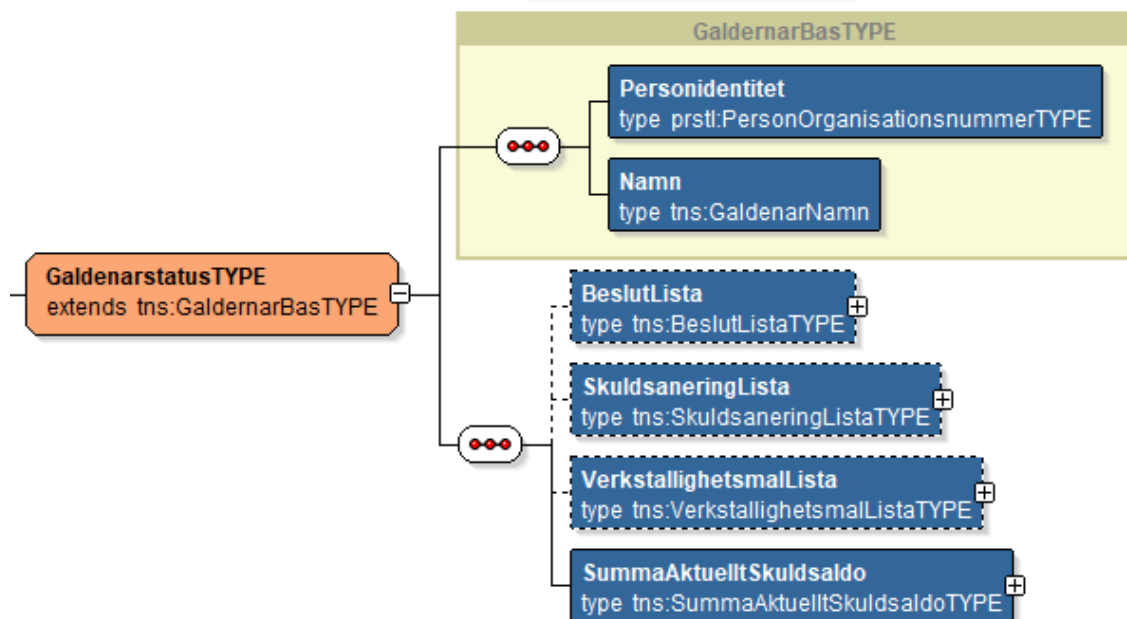 GaldernarBasTYPE
Personidentitet
type prstl:PersonOrganisationsnummerTYPE
Namn
type tns:GaldenarNamn
GaldenarstatusTYPE
extends tns:GaldernarBasTYPE
BeslutLista
type tns:BeslutListaTYPE
SkuldsaneringLista
type tns:SkuldsaneringListaTYPE
VerkstallighetsmalLista
type tns:VerkstallighetsmalListaTYPE
SummaAktuelltSkuldsaldo
type tns:SummaAktuelltSkuldsaldoTYPE